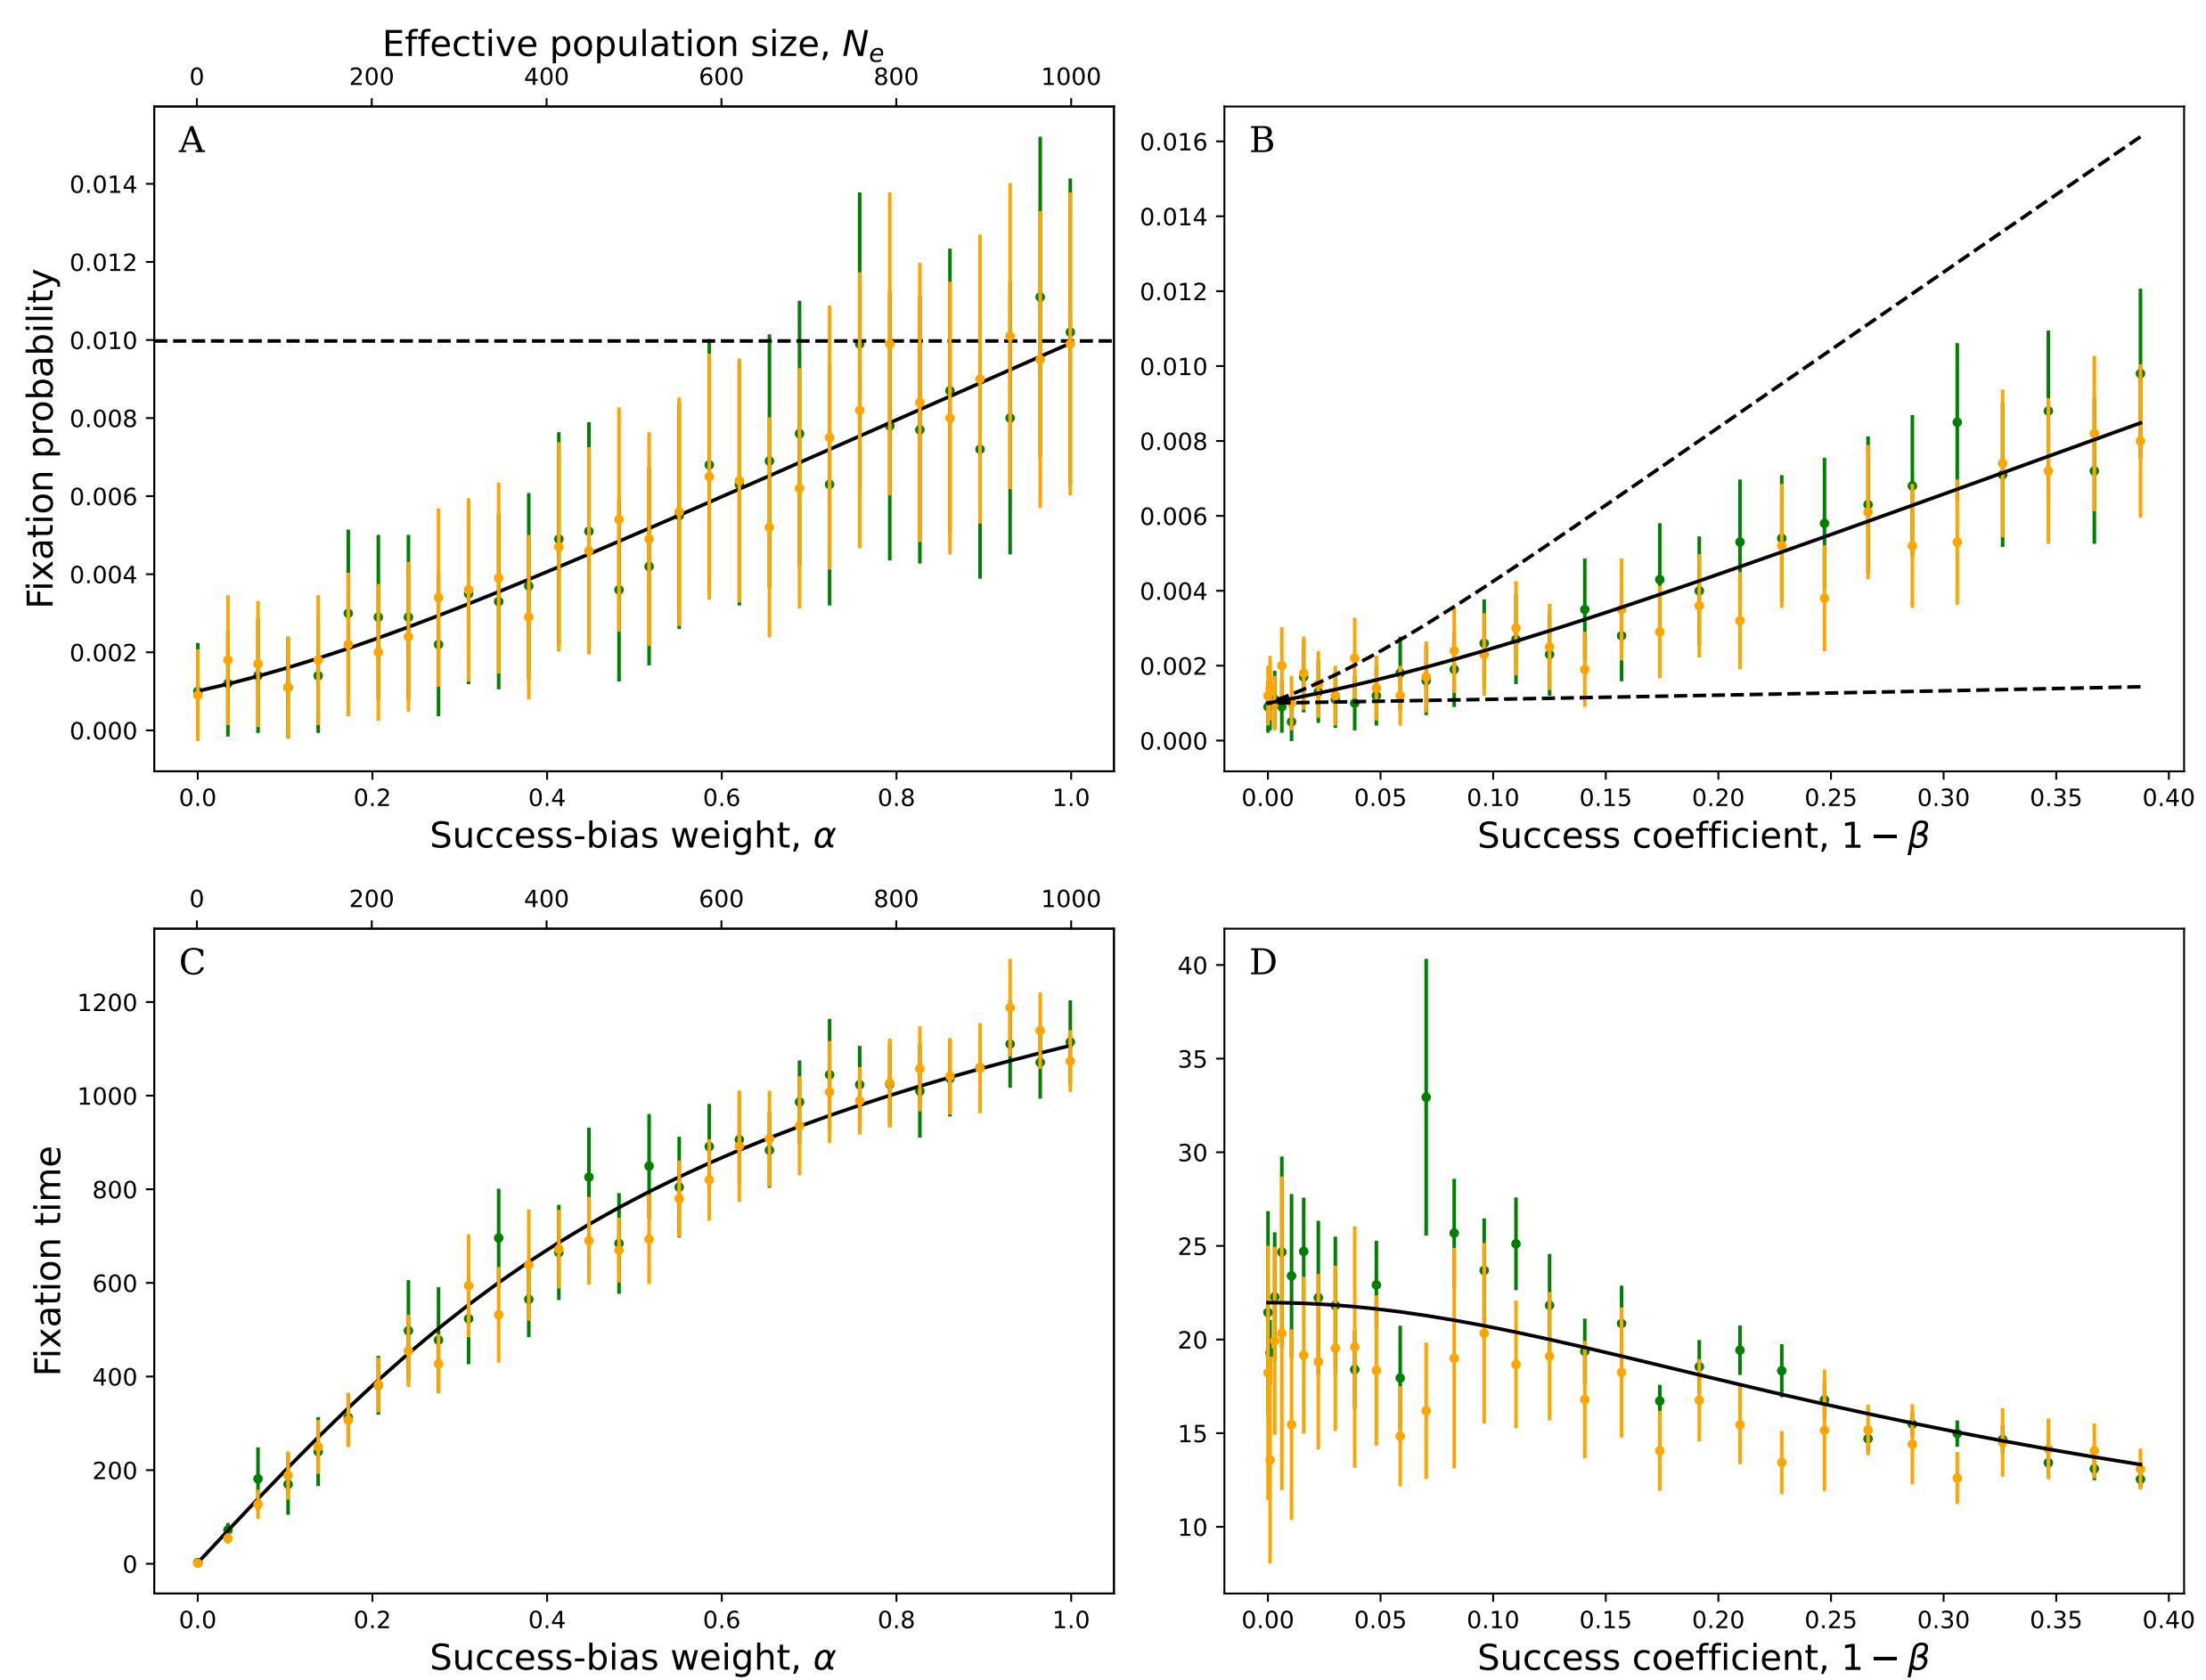 Effective population size, Ne
0 200 400 600 800 1000
A
0.014
0.012
0.010
0.008
0.006
0.004
0.002
0.000
Fixation probability
0.0 0.2 0.4 0.6 0.8 1.0
Success-bias weight, α
B
0.016
0.014
0.012
0.010
0.008
0.006
0.004
0.002
0.000
0.00 0.05 0.10 0.15 0.20 0.25 0.30 0.35 0.40
Success coefficient, 1 − β
0 200 400 600 800 1000
C
1200
1000
800
600
400
200
0
Fixation time
0.0 0.2 0.4 0.6 0.8 1.0
Success-bias weight, α
D
40
35
30
25
20
15
10
0.00 0.05 0.10 0.15 0.20 0.25 0.30 0.35 0.40
Success coefficient, 1 − β